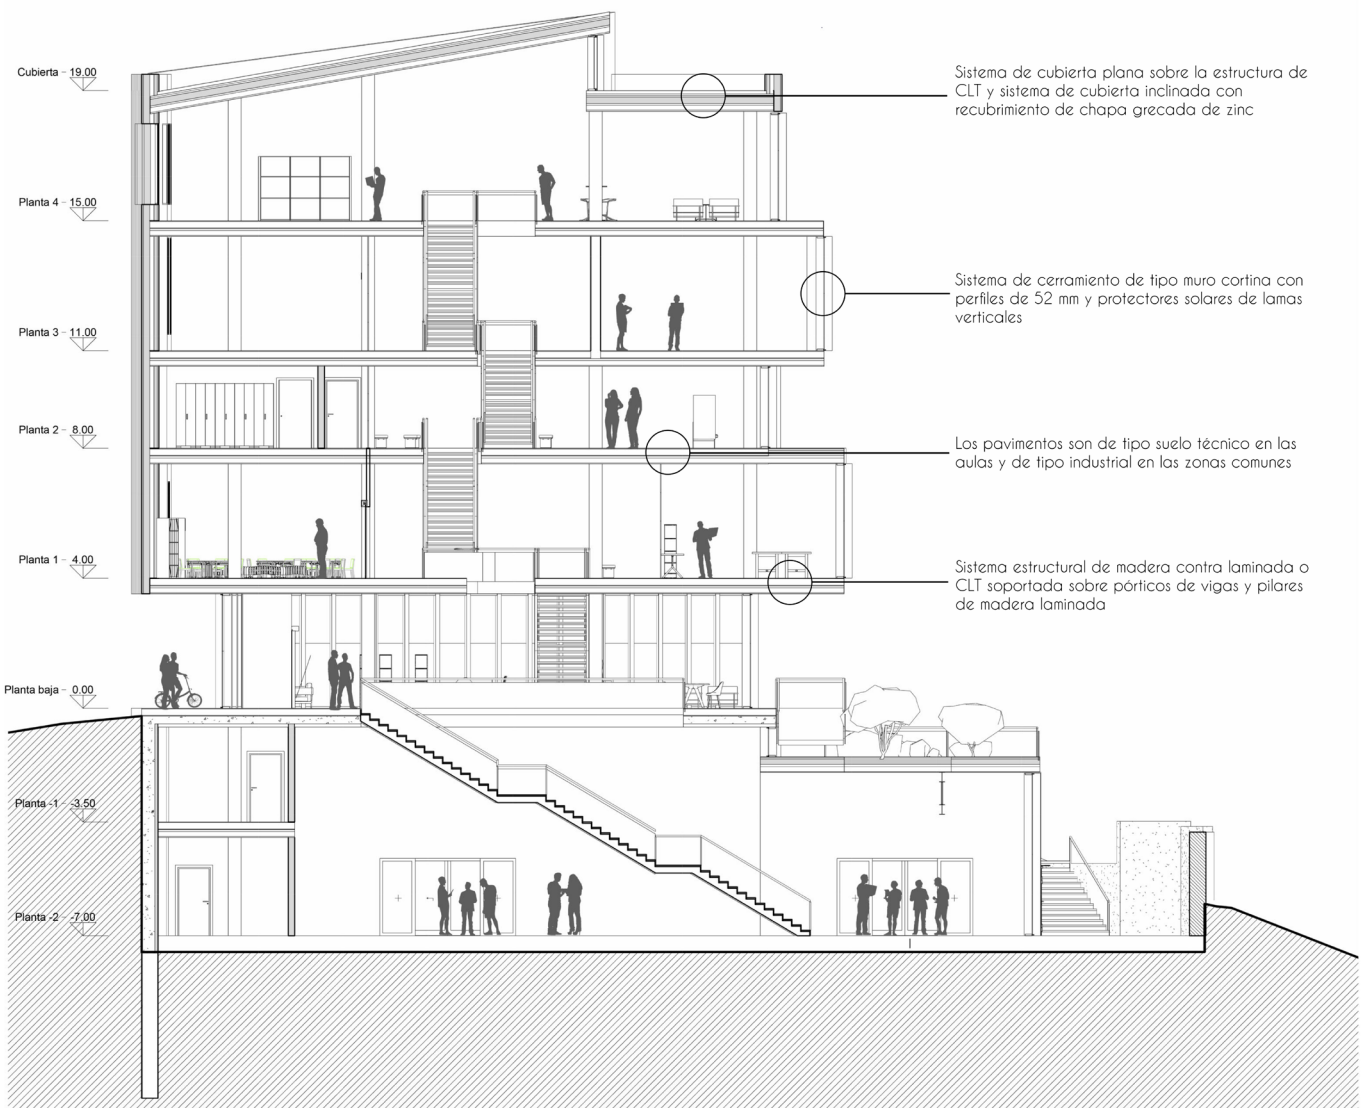 Cubierta - 19.00
Sistema de cubierta plana sobre la estructura de
CLT y sistema de cubierta inclinada con
recubrimiento de chapa grecada de zinc
Planta 4 - 15.00
Sistema de cerramiento de tipo muro cortina con
perfiles de 52 mm y protectores solares de lamas
verticales
Planta 3 - 11.00
Planta 2 - 8.00
Los pavimentos son de tipo suelo técnico en las
aulas y de tipo industrial en las zonas comunes
Planta 1 - 4.00
Sistema estructural de madera contra laminada o
CLT soportada sobre pórticos de vigas y pilares
de madera laminada
Planta baja - 0.00
Planta -1 - -3.50
Planta -2 - -7.00